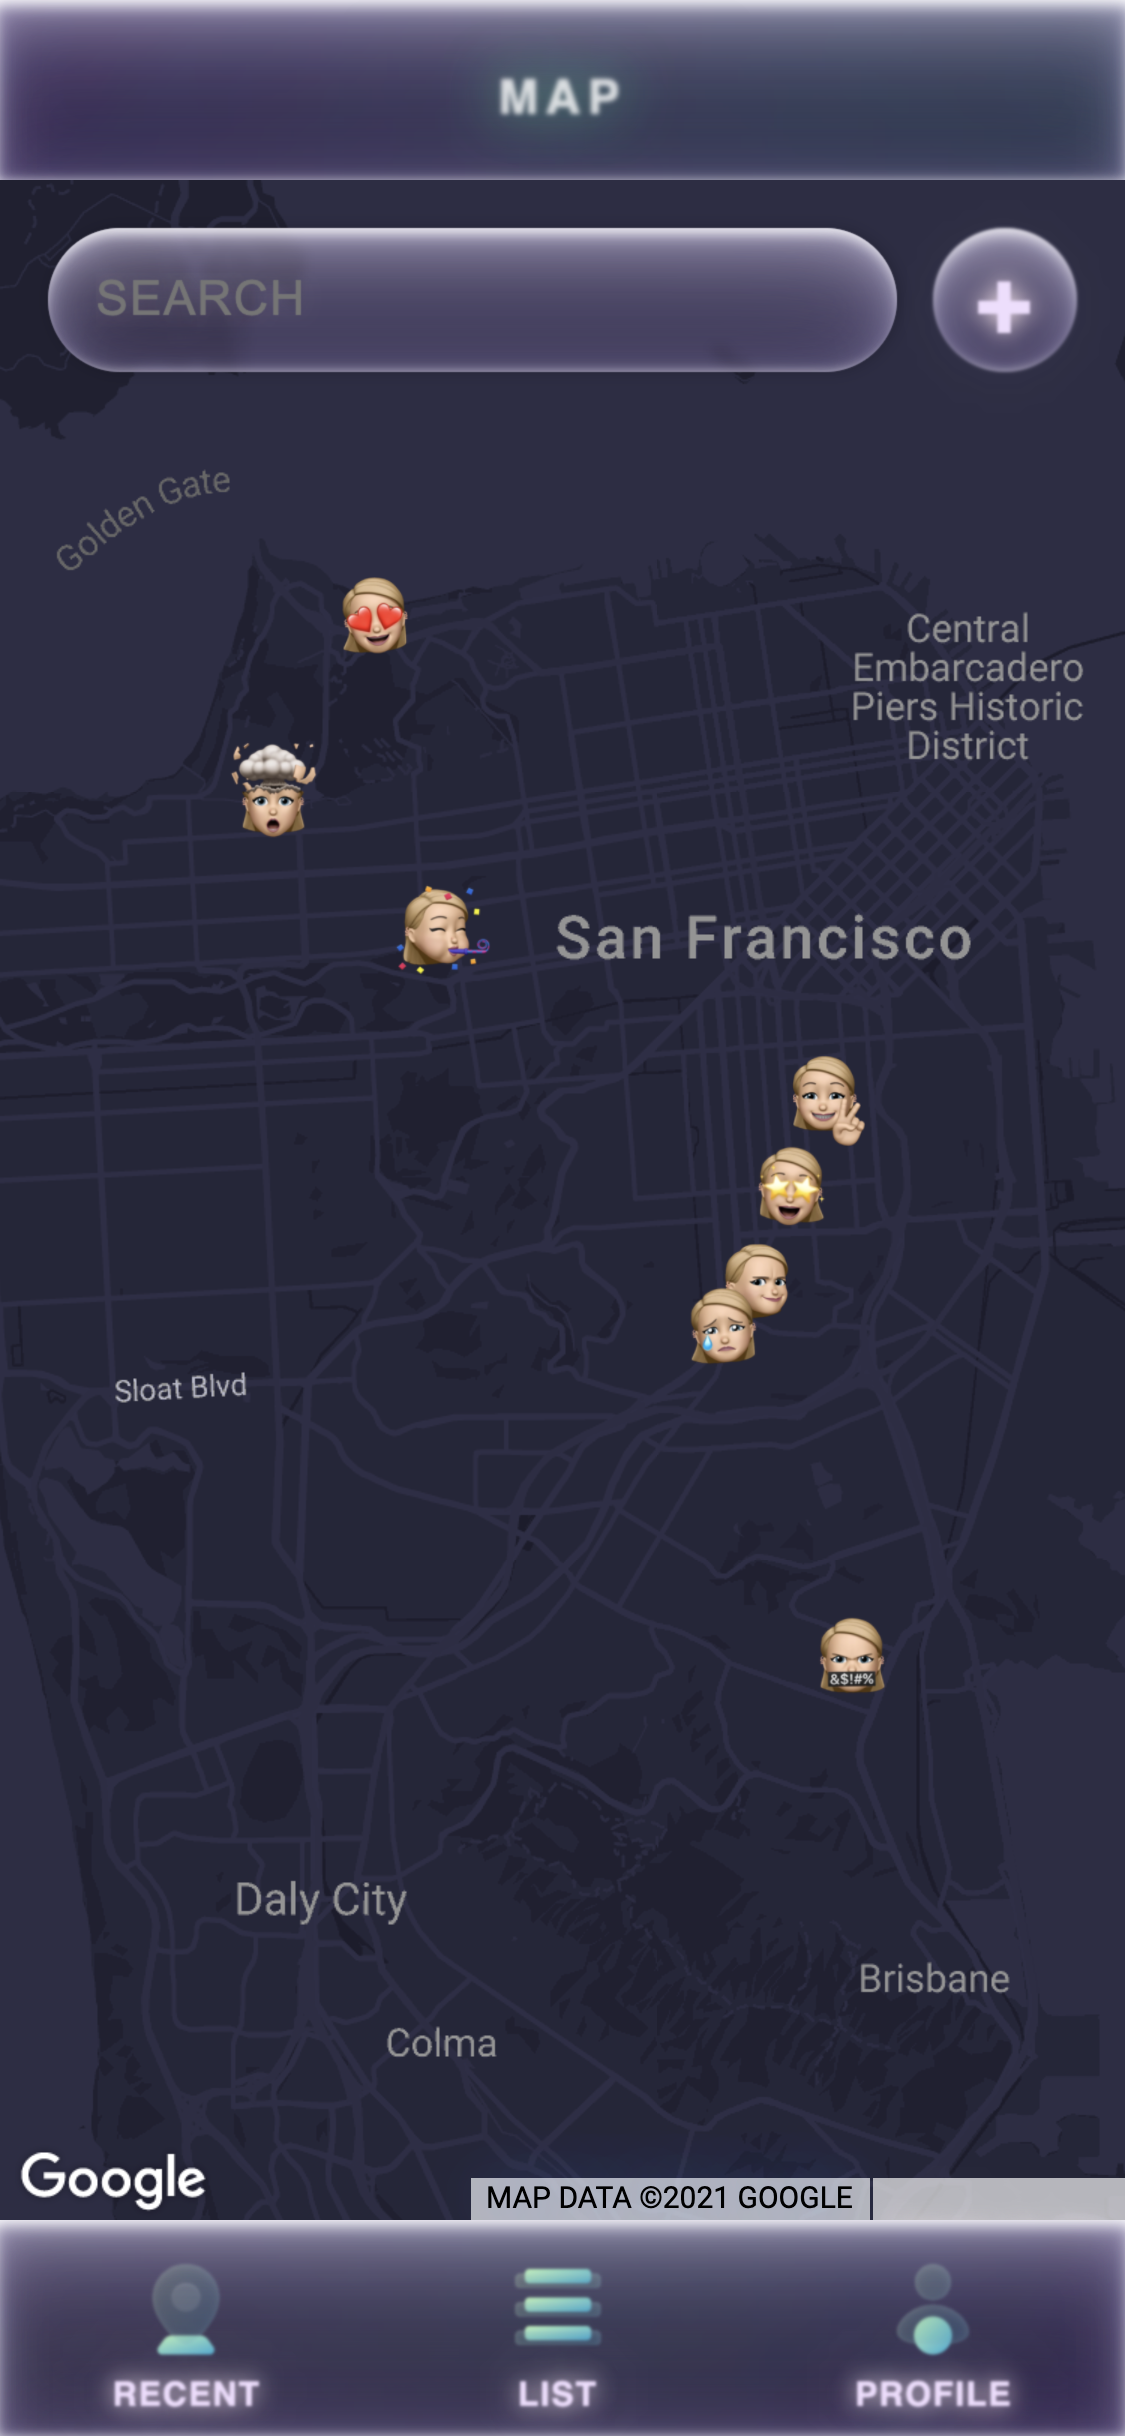 MAP
SEARCH
Golden Gate
Central
Embarcadero
Piers Historic
District
San Francisco
Sloat Blvd
&$!#%
Daly City
Brisbane
Colma
Google
MAP DATA ©2021 GOOGLE
RECENT
LIST
PROFILE